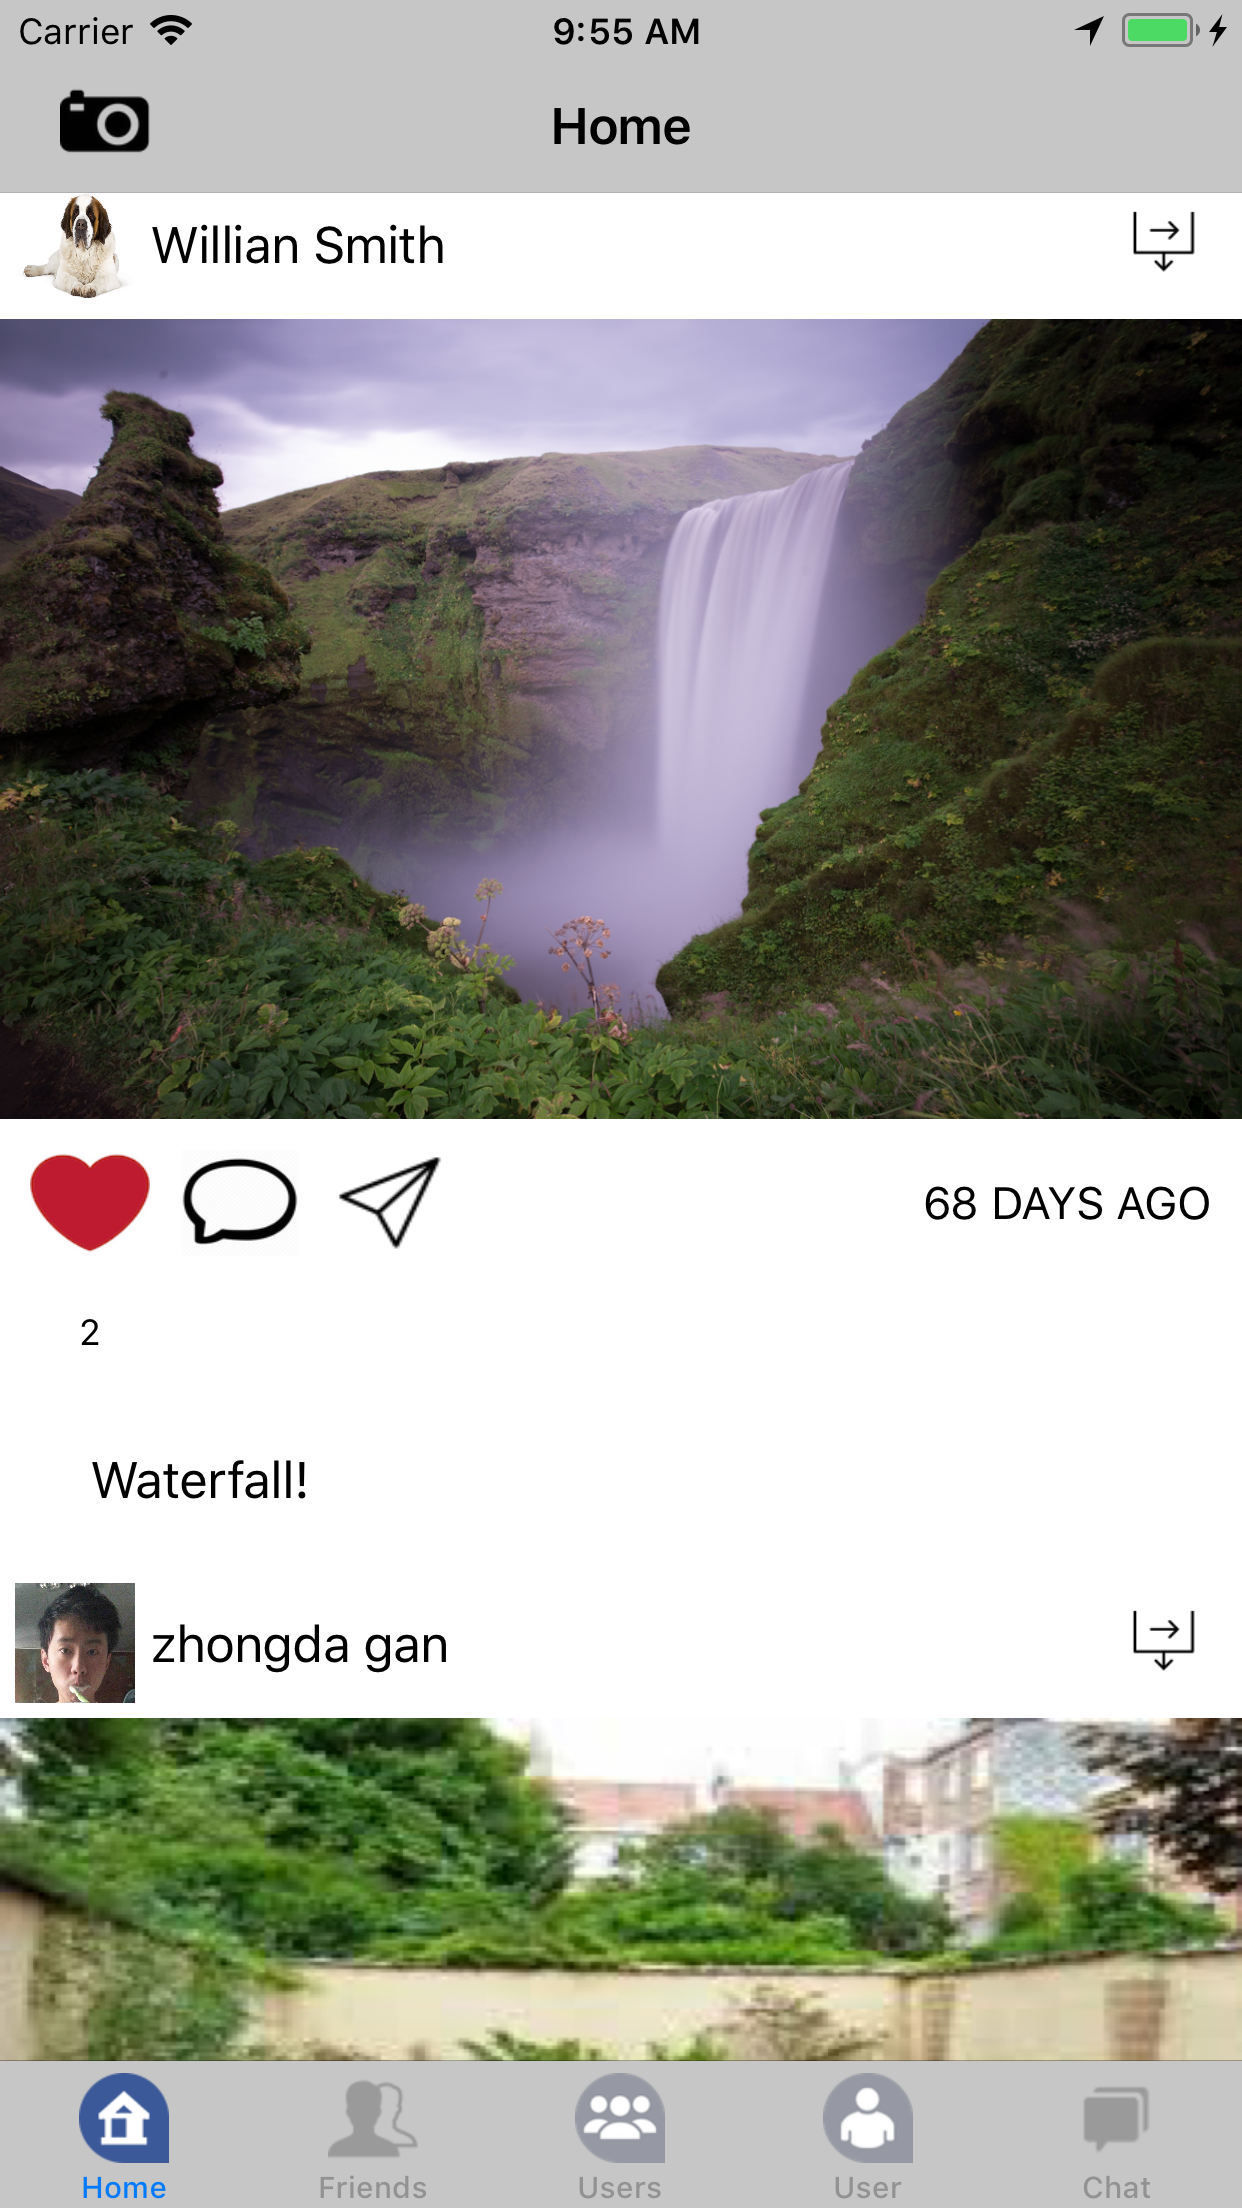 Carrier 9:55 AM
Home
Willian Smith
68 DAYS AGO
2
Waterfall!
zhongda gan
Home Friends Users User Chat